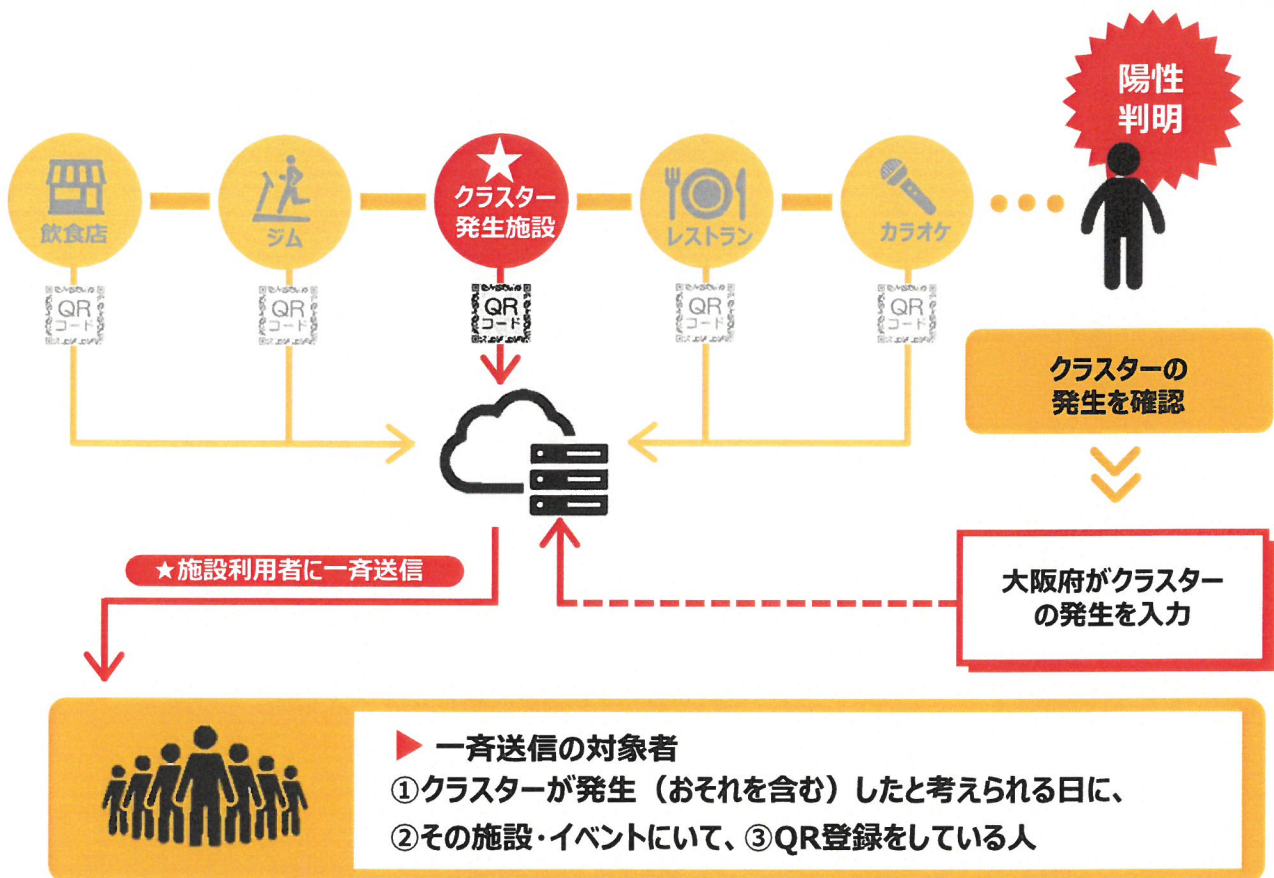 陽性
判明
飲食店
ジム
★
クラスター
発生施設
レストラン
カラオケ
QR
コード
QR
コード
QR
コード
QR
コード
QR
コード
クラスターの
発生を確認
★施設利用者に一斉送信
大阪府がクラスター
の発生を入力
▶ 一斉送信の対象者
①クラスターが発生（おそれを含む）したと考えられる日に、
②その施設・イベントにいて、③QR登録をしている人